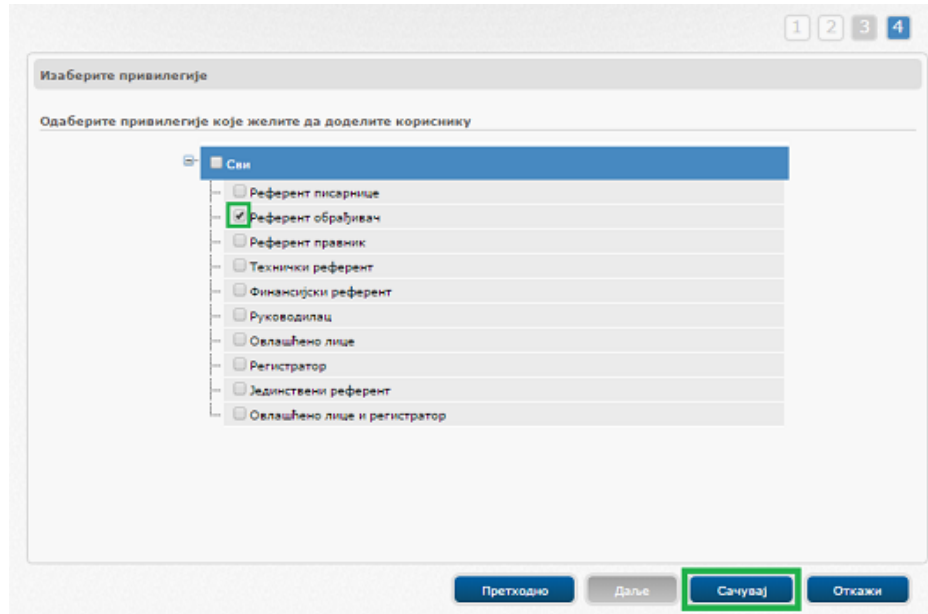 1 2 3 4
Изаберите привилегије
Одаберите привилегије које желите да доделите кориснику
Сви
Референт писарнице
Референт обрађивач
Референт правник
Технички референт
Финансијски референт
Руководилац
Овлашћено лице
Регистратор
Јединствени референт
Овлашћено лице и регистратор
Претходно Даље Сачувај Откажи